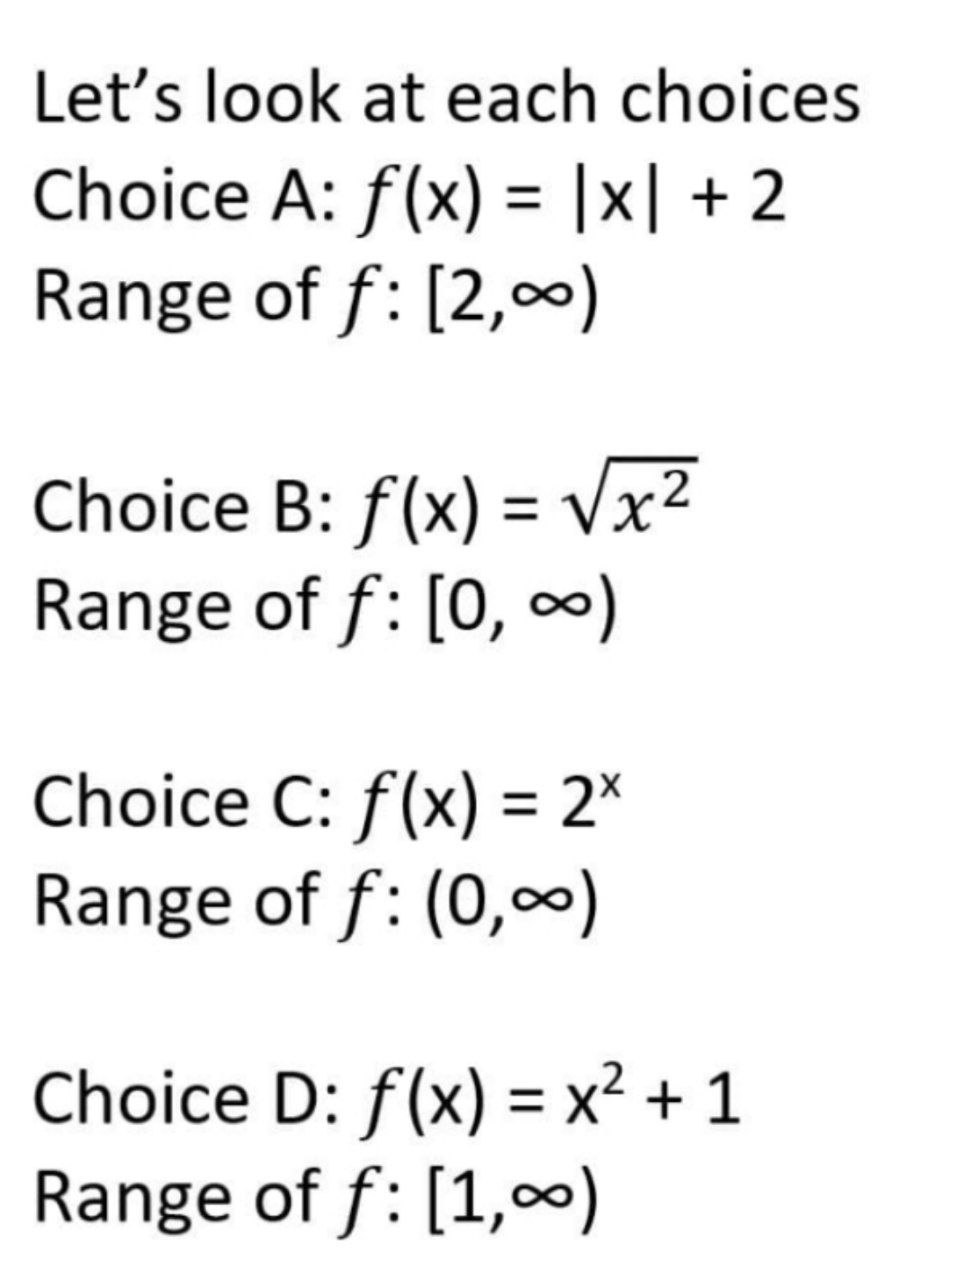 Let’s look at each choices
Choice A: f(x) = |x| + 2
Range of f: [2,∞)
Choice B: f(x) = √x²
Range of f: [0, ∞)
Choice C: f(x) = 2ˣ
Range of f: (0,∞)
Choice D: f(x) = x² + 1
Range of f: [1,∞)